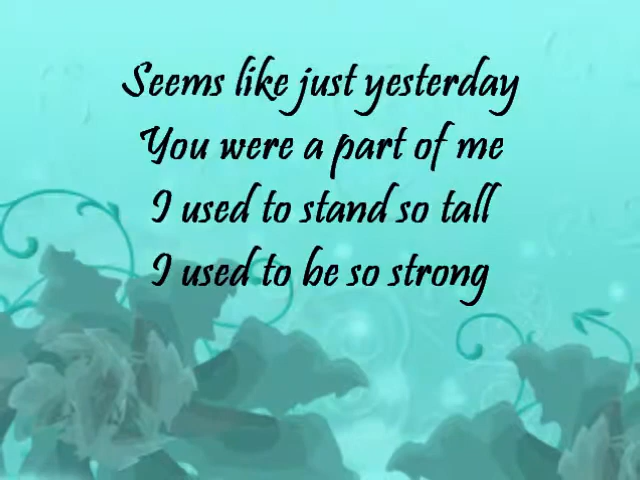 Seems like just yesterday
You were a part of me
I used to stand so tall
I used to be so strong